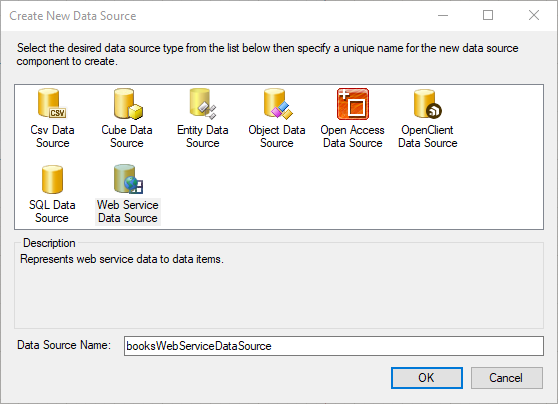 Create New Data Source
Select the desired data source type from the list below then specify a unique name for the new data source
component to create.
CSV
Csv Data
Source
Cube Data
Source
Entity Data
Source
Object Data
Source
Open Access
Data Source
OpenClient
Data Source
SQL Data
Source
Web Service
Data Source
Description
Represents web service data to data items.
Data Source Name:
booksWebServiceDataSource
OK
Cancel